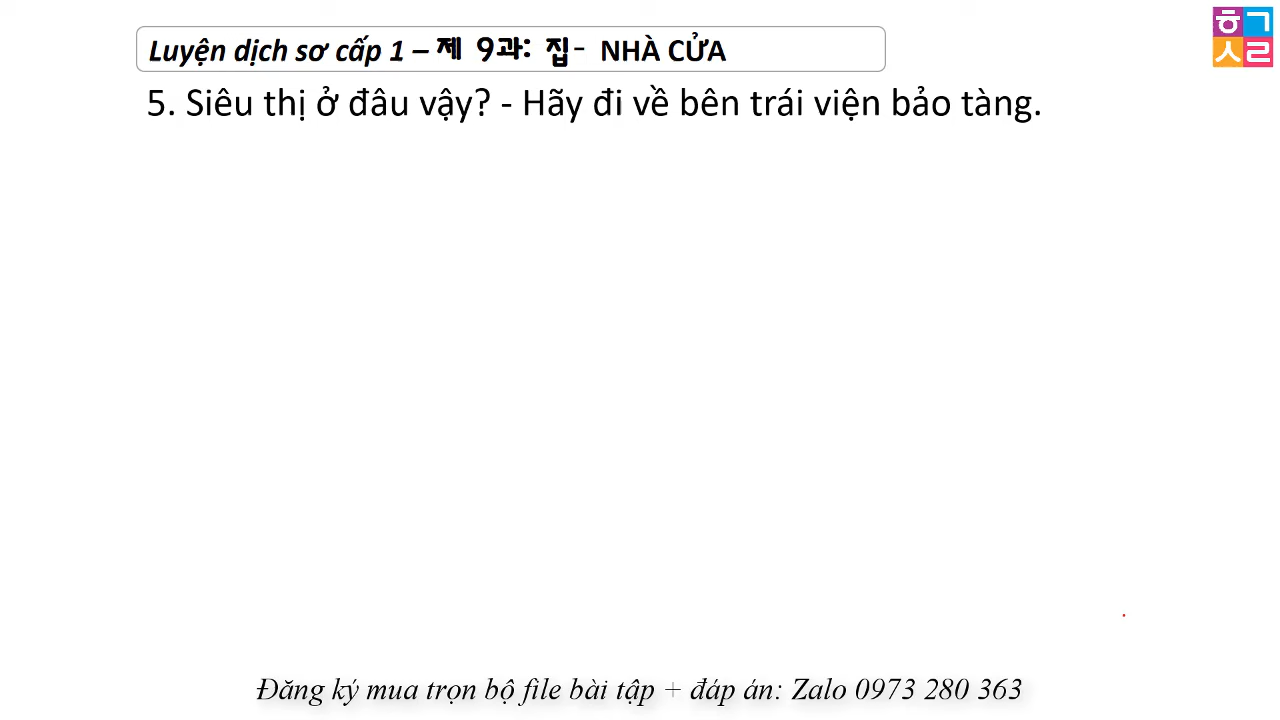 Luyện dịch sơ cấp 1 – 제 9과: 집- NHÀ CỬA
ㅎㄱ
ㅅㄹ
5. Siêu thị ở đâu vậy? - Hãy đi về bên trái viện bảo tàng.
Đăng ký mua trọn bộ file bài tập + đáp án: Zalo 0973 280 363